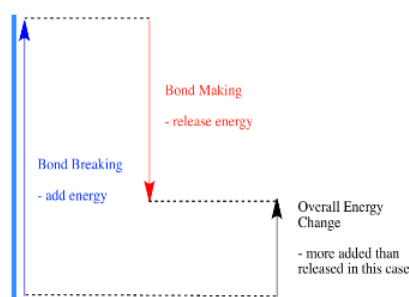 Bond Making
- release energy
Bond Breaking
- add energy
Overall Energy
Change
- more added than
released in this case